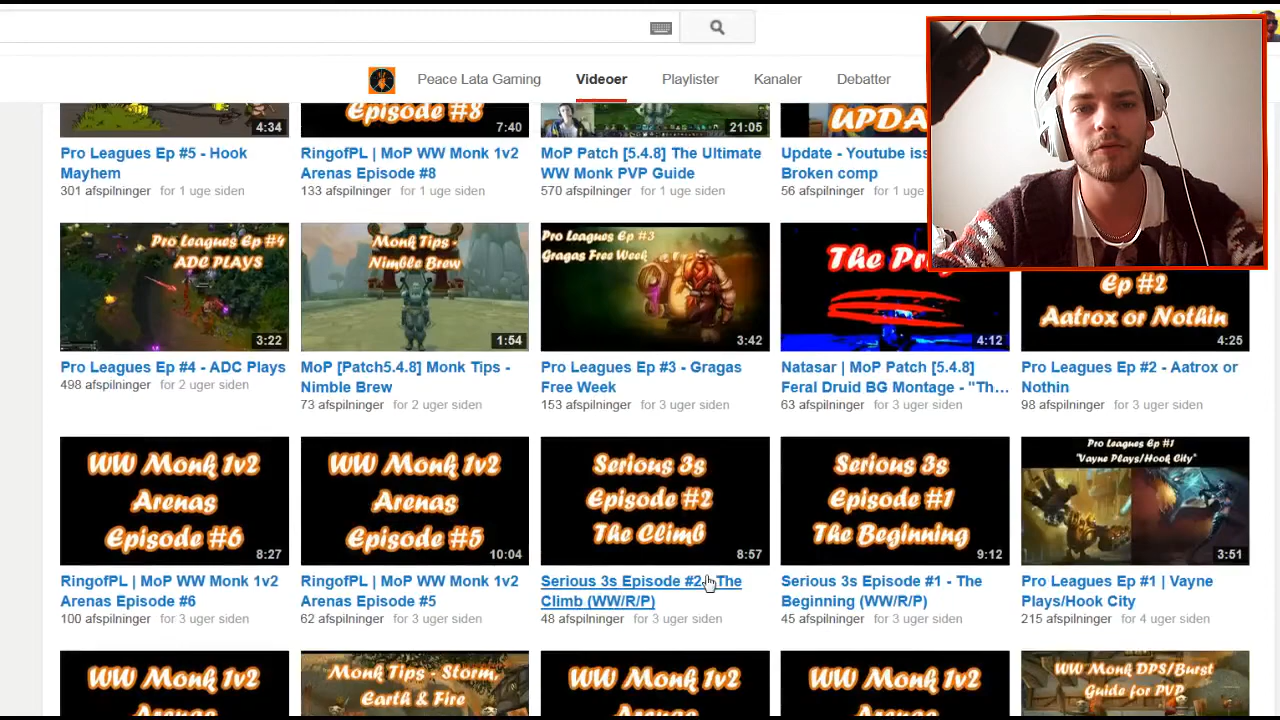 Peace Lata Gaming Videoer Playlister Kanaler Debatter
4:34
Episode #8
7:40
21:05
UPDA
Pro Leagues Ep #5 - Hook
Mayhem
301 afspilninger for 1 uge siden
RingofPL | MoP WW Monk 1v2
Arenas Episode #8
133 afspilninger for 1 uge siden
MoP Patch [5.4.8] The Ultimate
WW Monk PVP Guide
570 afspilninger for 1 uge siden
Update - Youtube iss
Broken comp
56 afspilninger for 1 uge
Pro Leagues Ep #4
ADC PLAYS
3:22
Monk Tips -
Nimble Brew
1:54
Pro Leagues Ep #3
Gragas Free Week
3:42
The Pr
4:12
Ep #2
Aatrox or Nothin
4:25
Pro Leagues Ep #4 - ADC Plays
498 afspilninger for 2 uger siden
MoP [Patch5.4.8] Monk Tips -
Nimble Brew
73 afspilninger for 2 uger siden
Pro Leagues Ep #3 - Gragas
Free Week
153 afspilninger for 3 uger siden
Natasar | MoP Patch [5.4.8]
Feral Druid BG Montage - "Th...
63 afspilninger for 3 uger siden
Pro Leagues Ep #2 - Aatrox or
Nothin
98 afspilninger for 3 uger siden
WW Monk 1v2
Arenas
Episode #6
8:27
WW Monk 1v2
Arenas
Episode #5
10:04
Serious 3s
Episode #2
The Climb
8:57
Serious 3s
Episode #1
The Beginning
9:12
Pro Leagues Ep #1
"Vayne Plays/Hook City"
3:51
RingofPL | MoP WW Monk 1v2
Arenas Episode #6
100 afspilninger for 3 uger siden
RingofPL | MoP WW Monk 1v2
Arenas Episode #5
62 afspilninger for 3 uger siden
Serious 3s Episode #2 - The
Climb (WW/R/P)
48 afspilninger for 3 uger siden
Serious 3s Episode #1 - The
Beginning (WW/R/P)
45 afspilninger for 3 uger siden
Pro Leagues Ep #1 | Vayne
Plays/Hook City
215 afspilninger for 4 uger siden
WW Monk 1v2
Arenas
Monk Tips - Storm,
Earth & Fire
WW Monk 1v2
Arenas
WW Monk 1v2
Arenas
WW Monk DPS/Burst
Guide for PVP